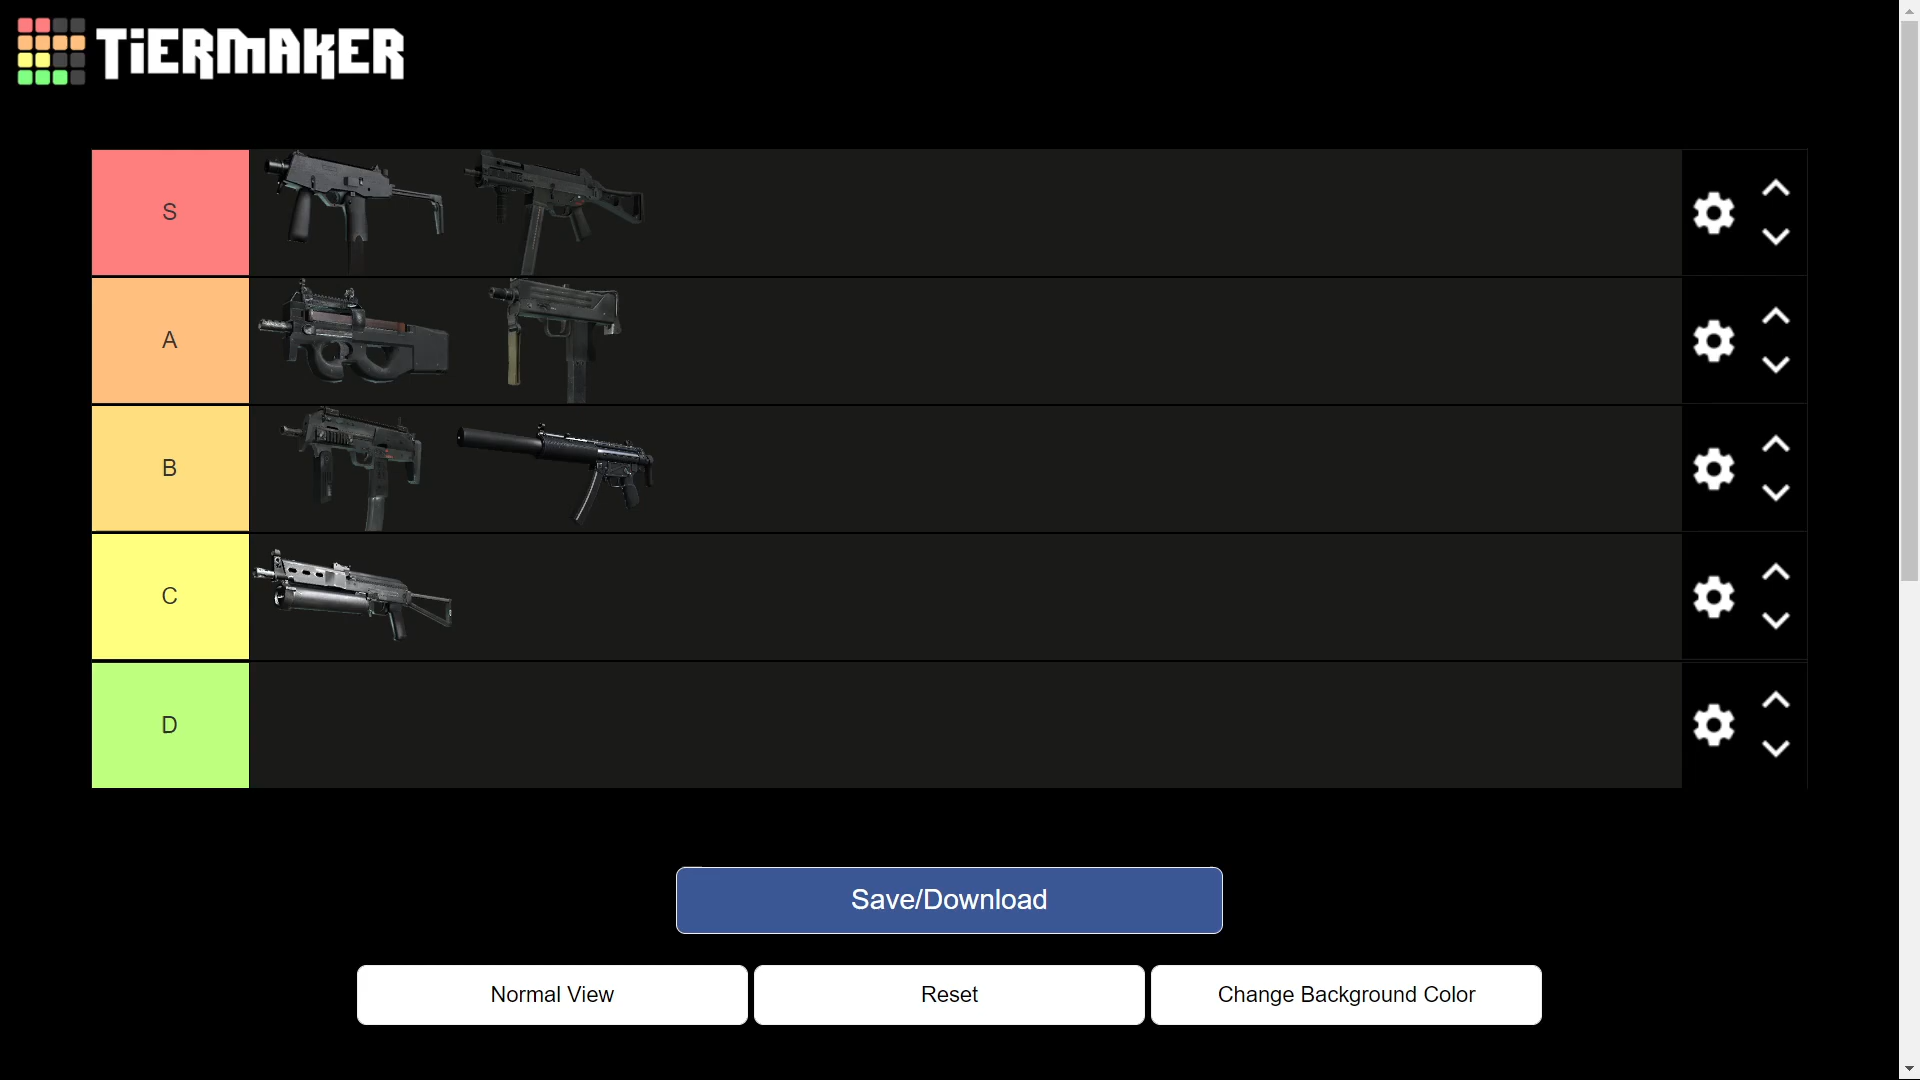 TiERMAKER
S
A
B
C
D
Save/Download
Normal View
Reset
Change Background Color